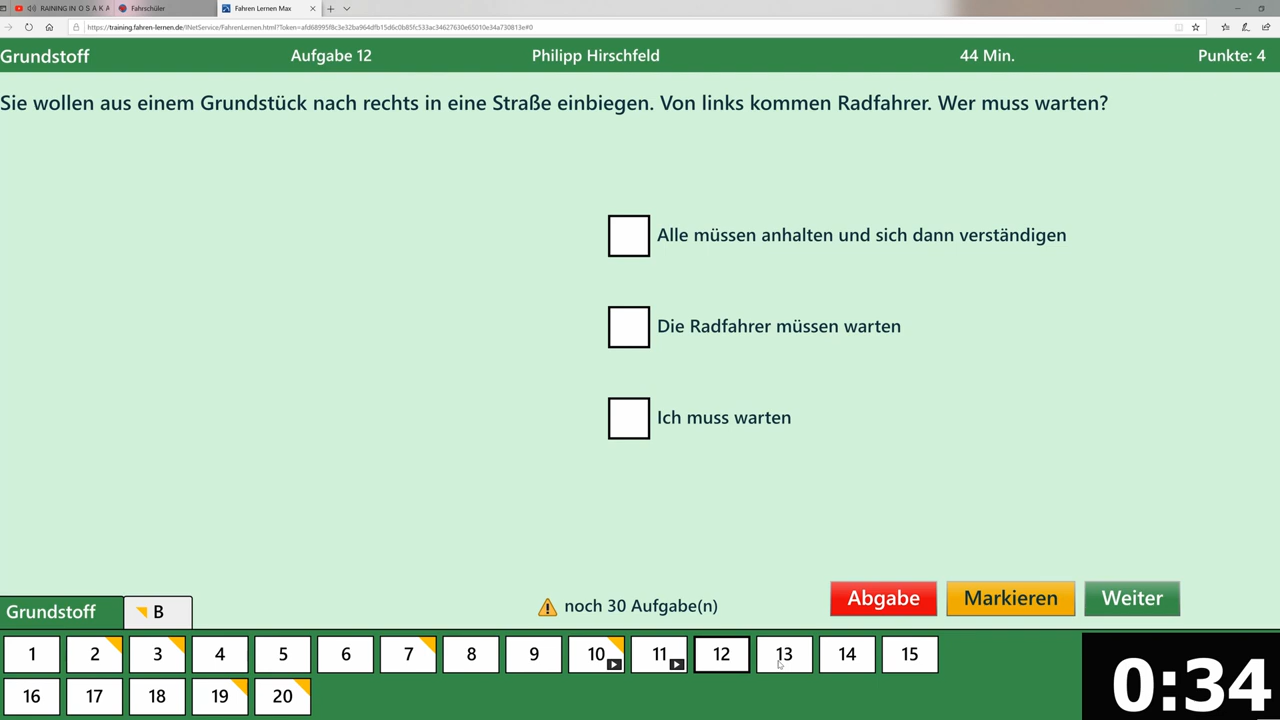 RAINING IN O S A K A
Fahrschüler
Fahren Lernen Max
Grundstoff
Aufgabe 12
Philipp Hirschfeld
44 Min.
Punkte: 4
Sie wollen aus einem Grundstück nach rechts in eine Straße einbiegen. Von links kommen Radfahrer. Wer muss warten?
Alle müssen anhalten und sich dann verständigen
Die Radfahrer müssen warten
Ich muss warten
Grundstoff
B
noch 30 Aufgabe(n)
Abgabe
Markieren
Weiter
1 2 3 4 5 6 7 8 9 10 11 12 13 14 15
16 17 18 19 20
0:34